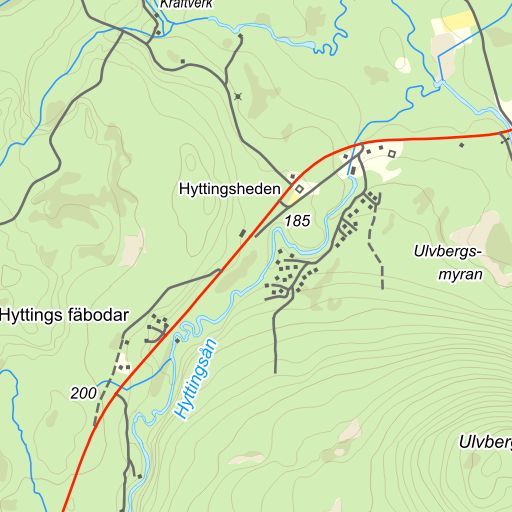 Kraftverk
Hyttingsheden
185
Ulvbergs-
myran
Hyttings fäbodar
200
Hyttingsån
Ulvberg